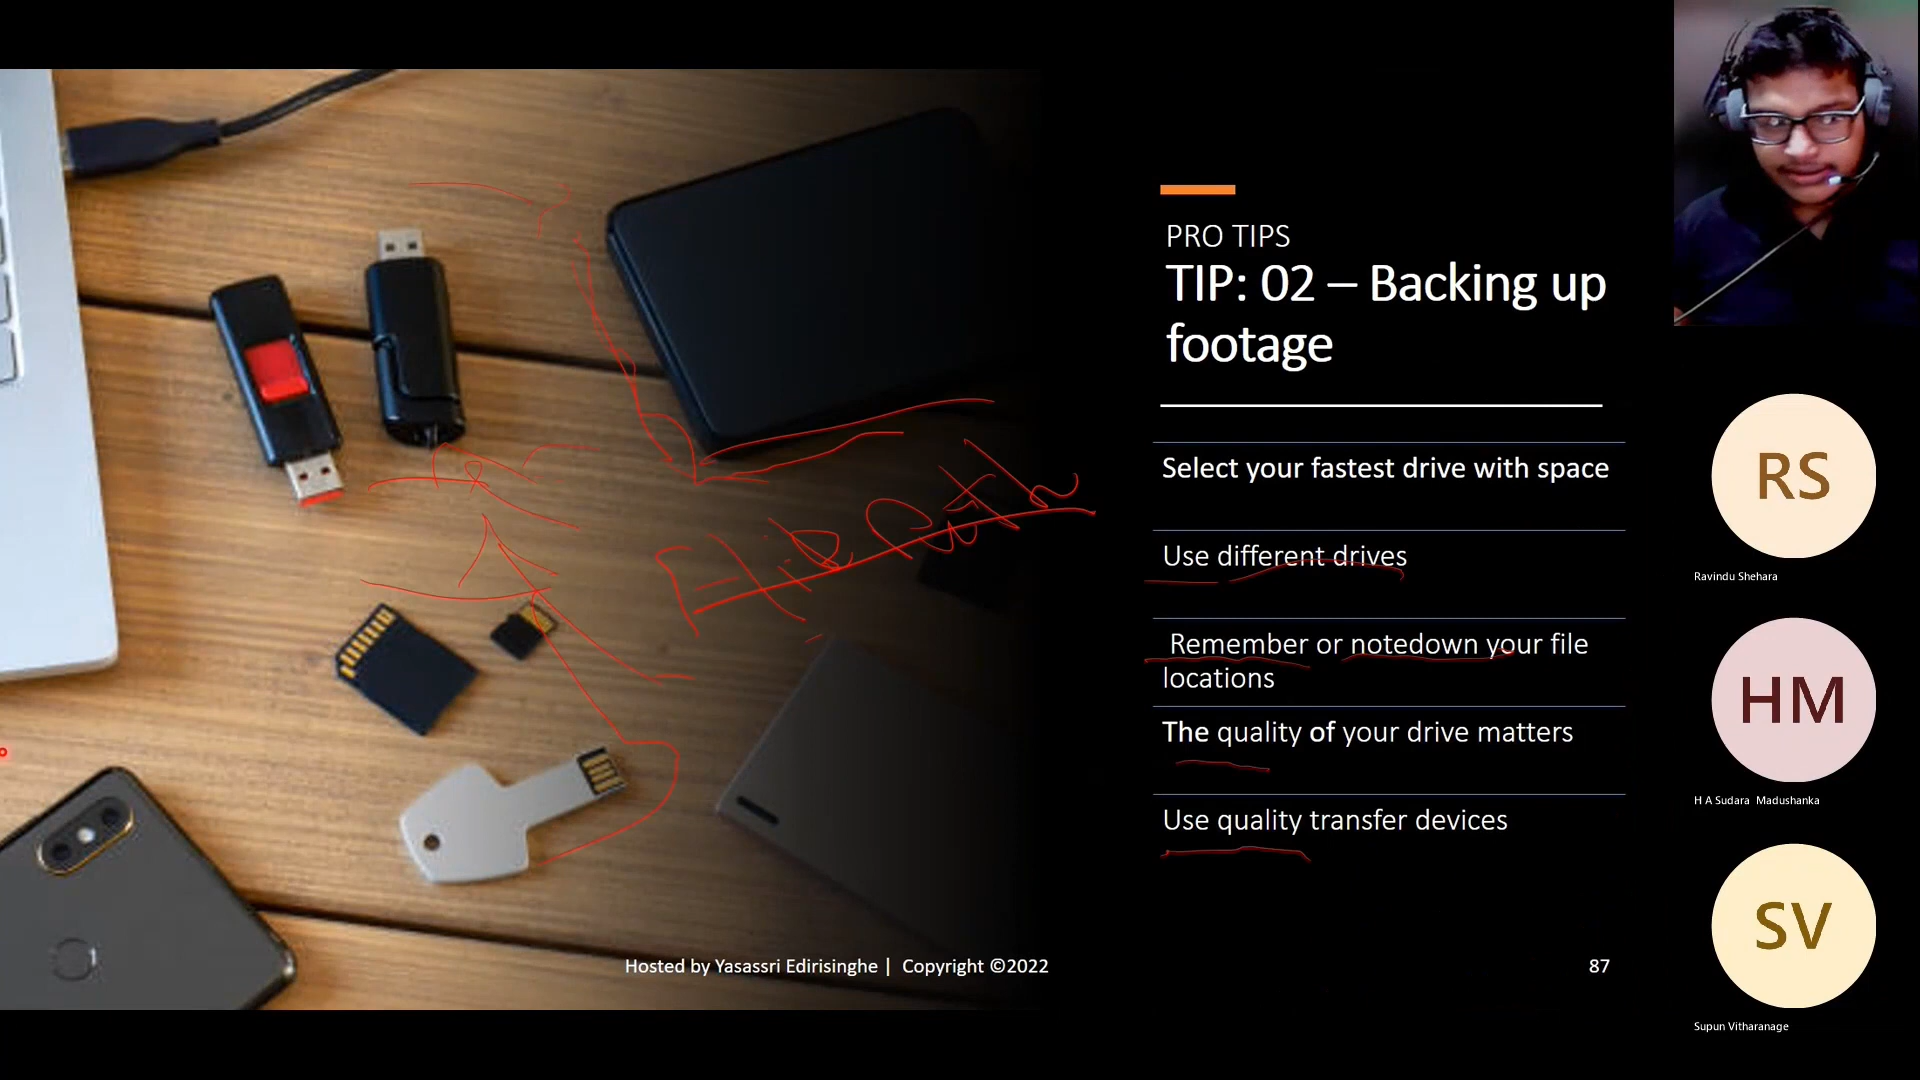 PRO TIPS
TIP: 02 – Backing up
footage
Select your fastest drive with space
Use different drives
Remember or notedown your file
locations
The quality of your drive matters
Use quality transfer devices
File Path
Hosted by Yasassri Edirisinghe | Copyright ©2022
87
RS
Ravindu Shehara
HM
H A Sudara Madushanka
SV
Supun Vitharanage